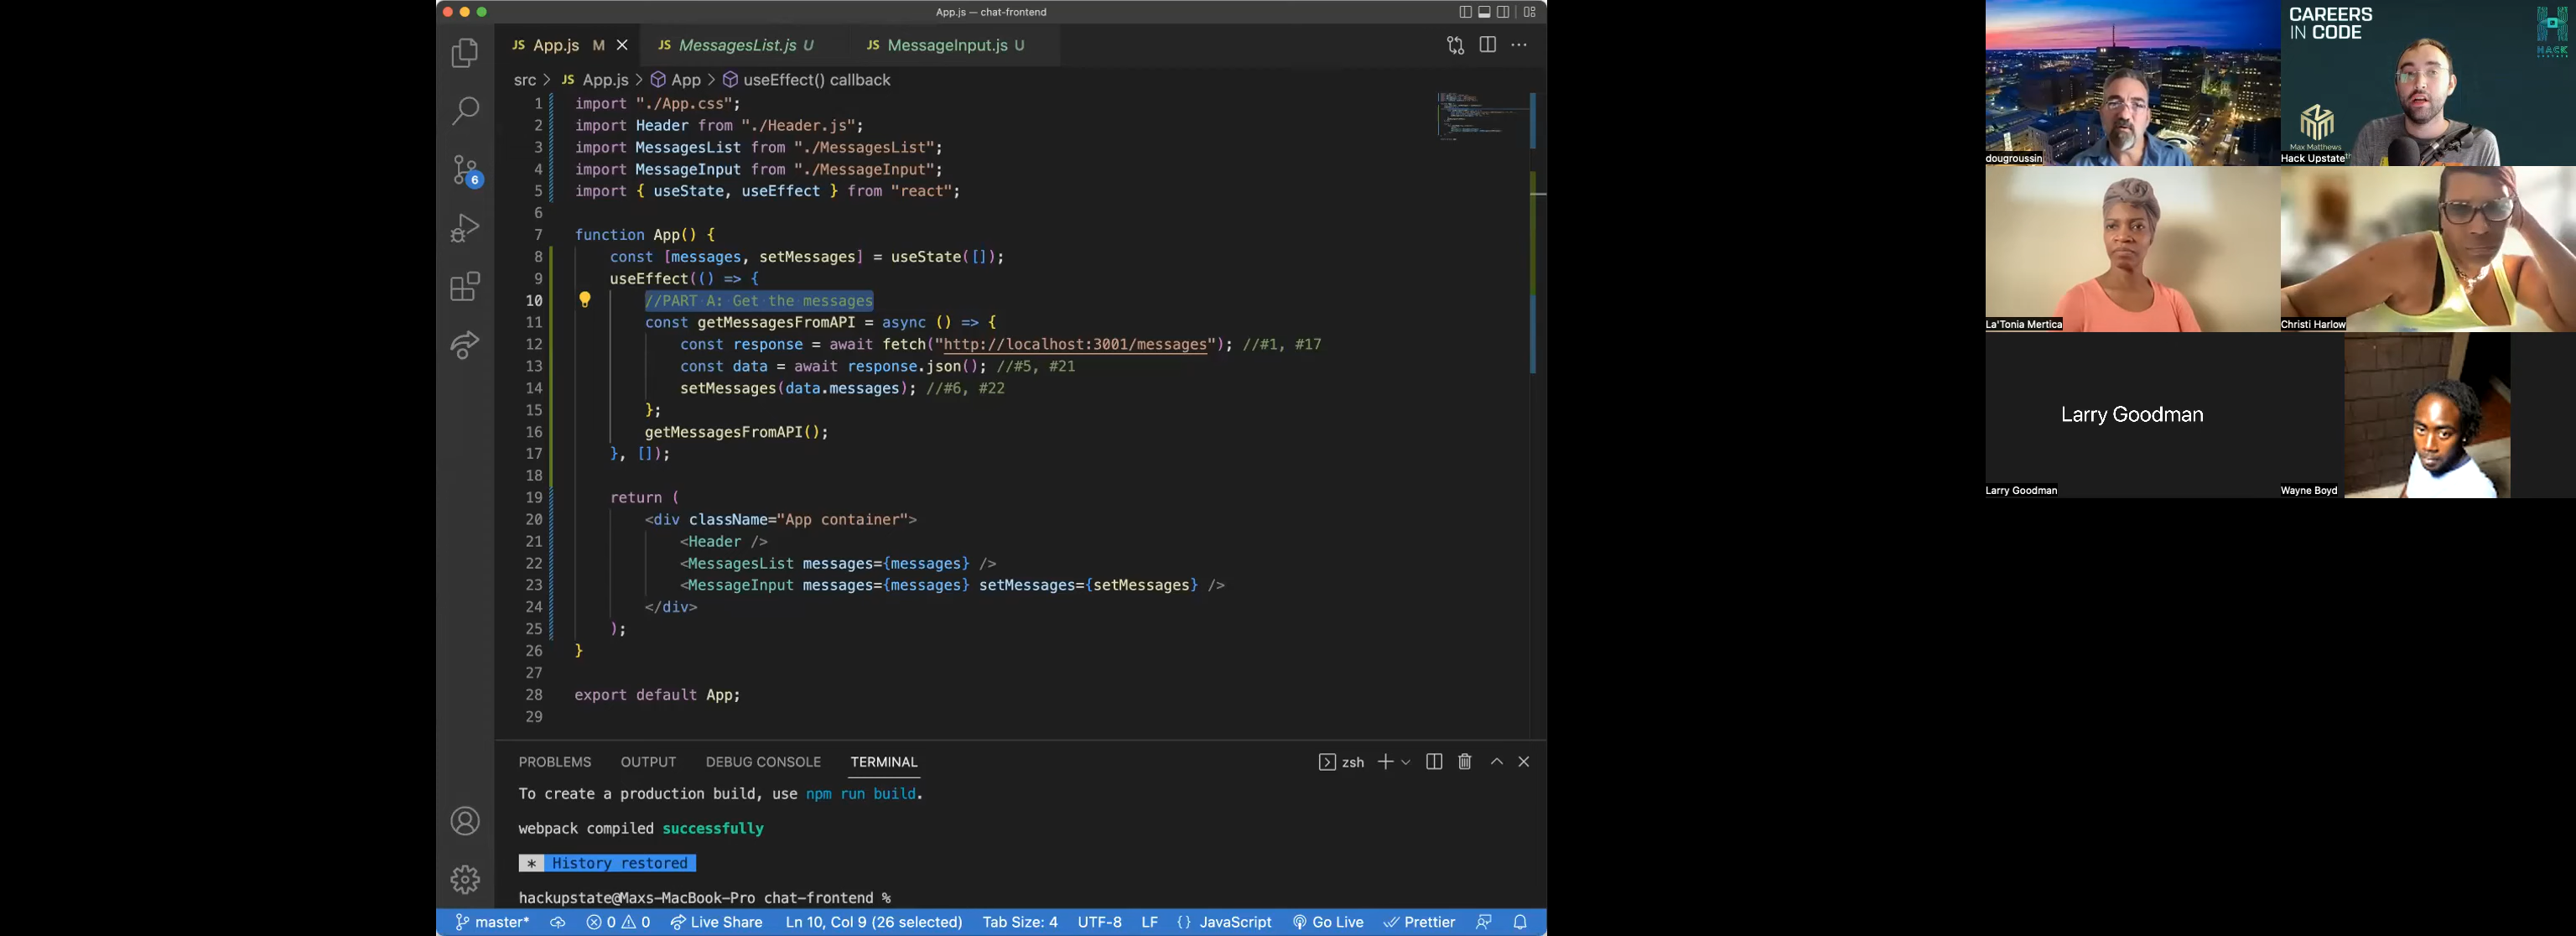 App.js — chat-frontend
JS App.js M
JS MessagesList.js U
JS MessageInput.js U
src > JS App.js > App > useEffect() callback
1 import "./App.css";
2 import Header from "./Header.js";
3 import MessagesList from "./MessagesList";
4 import MessageInput from "./MessageInput";
5 import { useState, useEffect } from "react";
6
7 function App() {
8 const [messages, setMessages] = useState([]);
9 useEffect(() => {
10 //PART A: Get the messages
11 const getMessagesFromAPI = async () => {
12 const response = await fetch("http://localhost:3001/messages"); //#1, #17
13 const data = await response.json(); //#5, #21
14 setMessages(data.messages); //#6, #22
15 };
16 getMessagesFromAPI();
17 }, []);
18
19 return (
20 <div className="App container">
21 <Header />
22 <MessagesList messages={messages} />
23 <MessageInput messages={messages} setMessages={setMessages} />
24 </div>
25 );
26 }
27
28 export default App;
29
6
PROBLEMS OUTPUT DEBUG CONSOLE TERMINAL
zsh
To create a production build, use npm run build.
webpack compiled successfully
* History restored
hackupstate@Maxs-MacBook-Pro chat-frontend %
master* 0 0 Live Share Ln 10, Col 9 (26 selected) Tab Size: 4 UTF-8 LF {} JavaScript Go Live Prettier
dougroussin
CAREERS
IN CODE
HACK
UPSTATE
Max Matthews
Hack Upstate
La'Tonia Mertica
Christi Harlow
Larry Goodman
Larry Goodman
Wayne Boyd